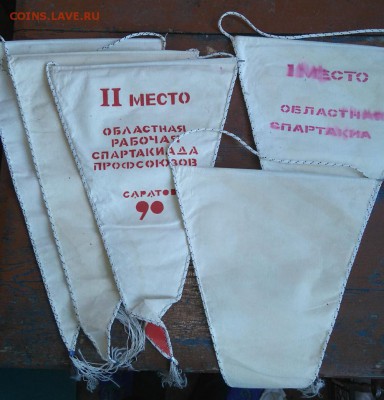 COINS.LAVE.RU
II МЕСТО
ОБЛАСТНАЯ
РАБОЧАЯ
СПАРТАКИАДА
ПРОФСОЮЗОВ
САРАТОВ
90
I МЕСТО
ОБЛАСТНАЯ
СПАРТАКИА